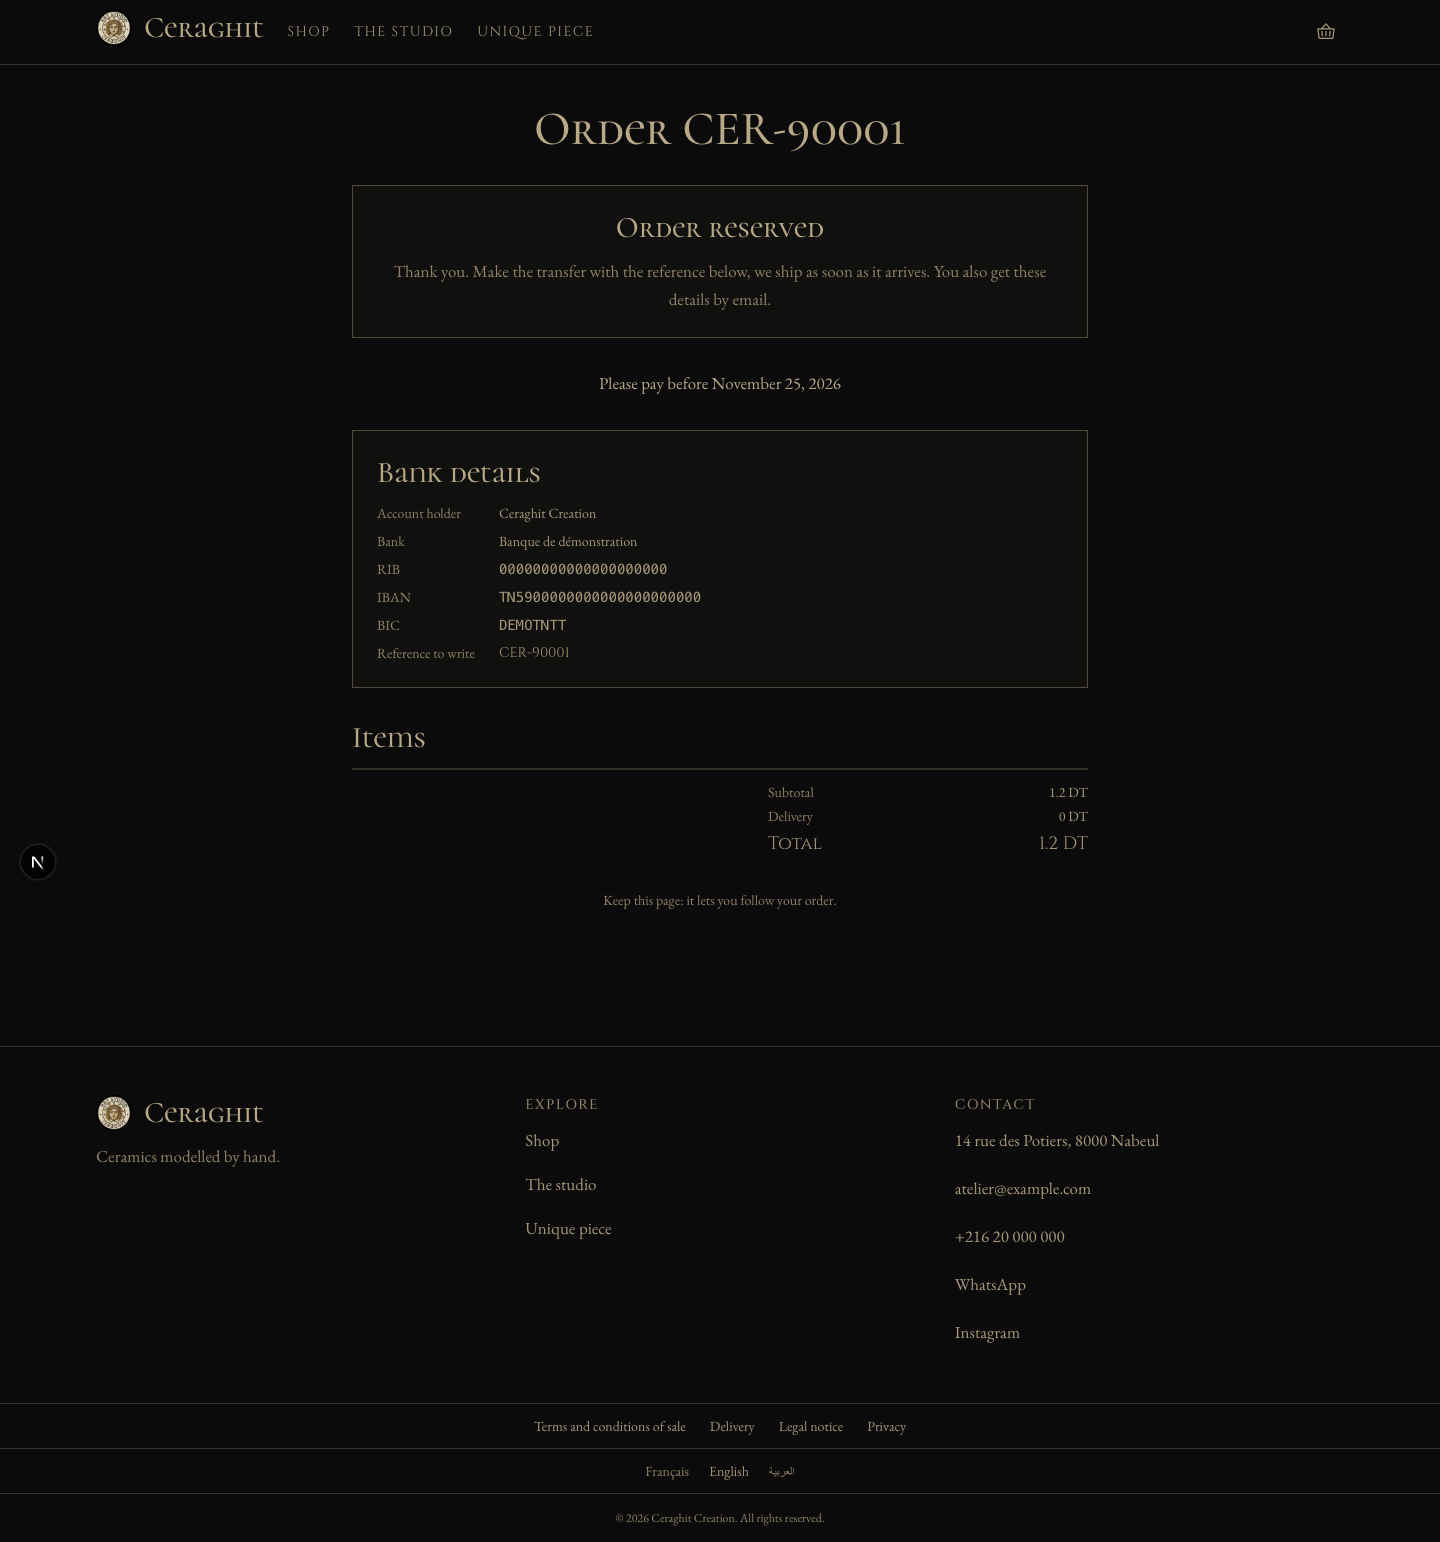 Ceraghit SHOP THE STUDIO UNIQUE PIECE
Order CER-90001
Order reserved
Thank you. Make the transfer with the reference below, we ship as soon as it arrives. You also get these
details by email.
Please pay before November 25, 2026
Bank details
Account holder Ceraghit Creation
Bank Banque de démonstration
RIB 00000000000000000000
IBAN TN5900000000000000000000
BIC DEMOTNTT
Reference to write CER-90001
Items
Subtotal 1.2 DT
Delivery 0 DT
Total 1.2 DT
N
Keep this page: it lets you follow your order.
Ceraghit
Ceramics modelled by hand.
EXPLORE
Shop
The studio
Unique piece
CONTACT
14 rue des Potiers, 8000 Nabeul
atelier@example.com
+216 20 000 000
WhatsApp
Instagram
Terms and conditions of sale Delivery Legal notice Privacy
Français English العربية
© 2026 Ceraghit Creation. All rights reserved.